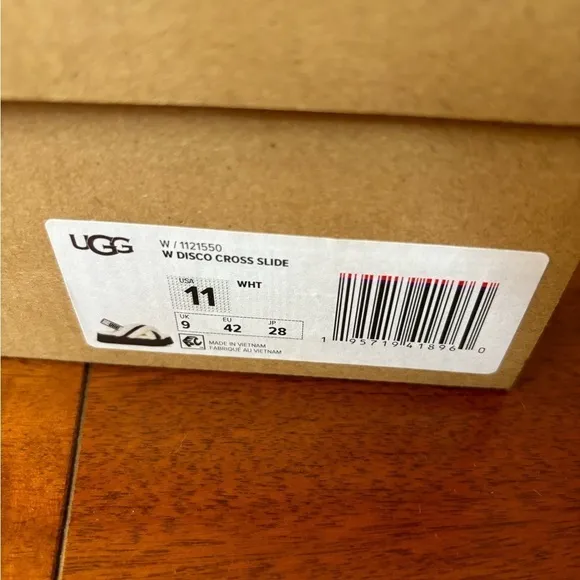 UGG
W / 1121550
W DISCO CROSS SLIDE
USA
11
WHT
UK EU JP
9 42 28
MADE IN VIETNAM
FABRIQUÉ AU VIETNAM
1 95719 41896 0